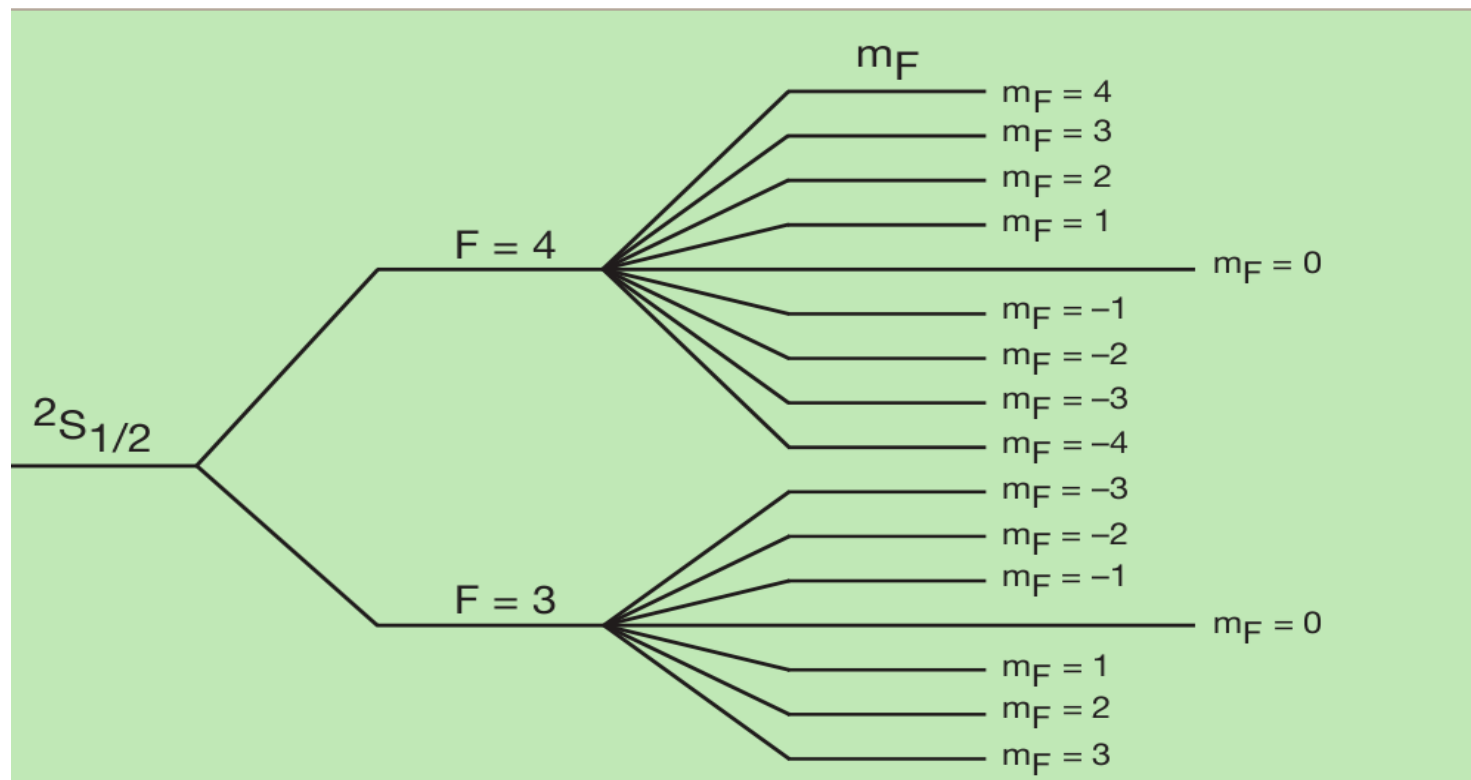 mF
mF = 4
mF = 3
mF = 2
mF = 1
F = 4
mF = 0
mF = –1
mF = –2
mF = –3
2S1/2
mF = –4
mF = –3
mF = –2
mF = –1
F = 3
mF = 0
mF = 1
mF = 2
mF = 3